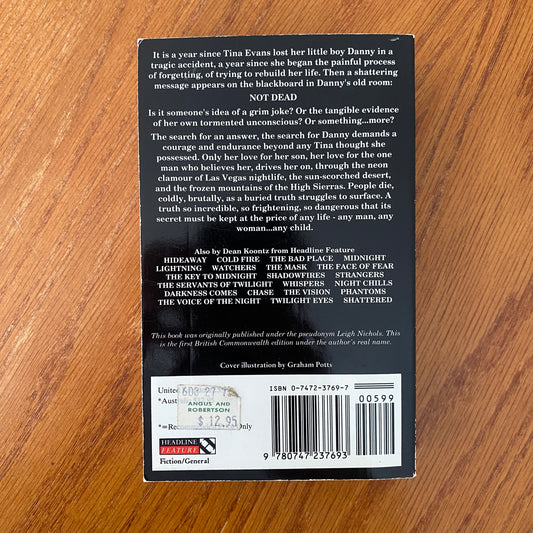 It is a year since Tina Evans lost her little boy Danny in a
tragic accident, a year since she began the painful process
of forgetting, of trying to rebuild her life. Then a shattering
message appears on the blackboard in Danny's old room:
NOT DEAD
Is it someone's idea of a grim joke? Or the tangible evidence
of her own tormented unconscious? Or something...more?
The search for an answer, the search for Danny demands a
courage and endurance beyond any Tina thought she
possessed. Only her love for her son, her love for the one
man who believes her, drives her on, through the neon
clamour of Las Vegas nightlife, the sun-scorched desert,
and the frozen mountains of the High Sierras. People die,
coldly, brutally, as a buried truth struggles to surface. A
truth so incredible, so frightening, so dangerous that its
secret must be kept at the price of any life - any man, any
woman...any child.
Also by Dean Koontz from Headline Feature
HIDEAWAY COLD FIRE THE BAD PLACE MIDNIGHT
LIGHTNING WATCHERS THE MASK THE FACE OF FEAR
THE KEY TO MIDNIGHT SHADOWFIRES STRANGERS
THE SERVANTS OF TWILIGHT WHISPERS NIGHT CHILLS
DARKNESS COMES CHASE THE VISION PHANTOMS
THE VOICE OF THE NIGHT TWILIGHT EYES SHATTERED
This book was originally published under the pseudonym Leigh Nichols. This
is the first British Commonwealth edition under the author's real name.
Cover illustration by Graham Potts
United
*Aust
ANGUS AND
ROBERTSON
$ 12.95
*=Rec Only
HEADLINE
FEATURE
Fiction/General
ISBN 0-7472-3769-7
00599
9 780747 237693